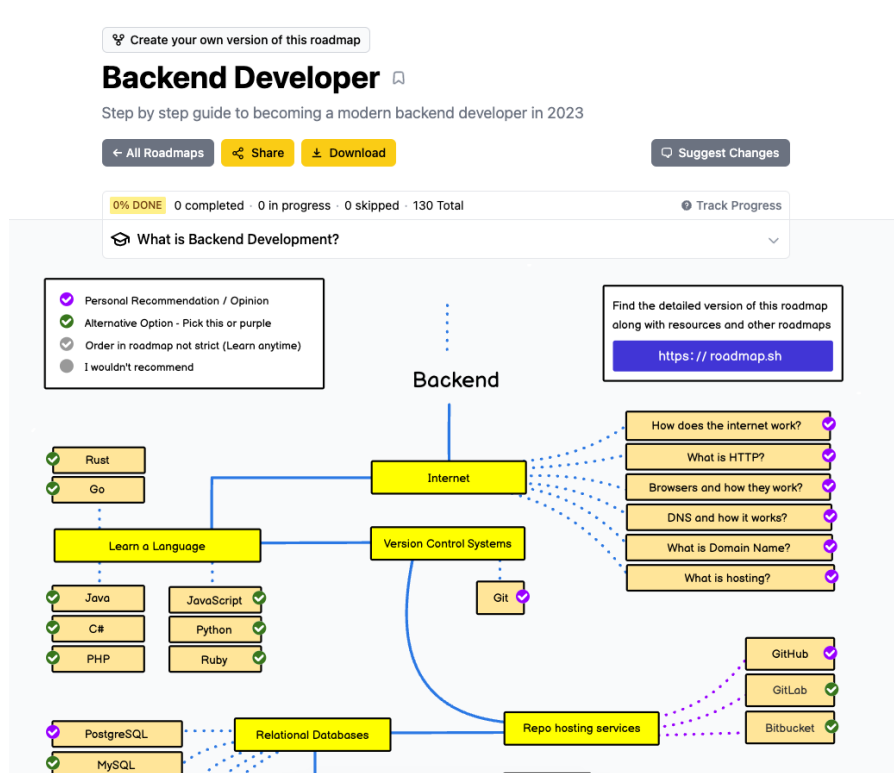 Create your own version of this roadmap
Backend Developer
Step by step guide to becoming a modern backend developer in 2023
← All Roadmaps
Share
Download
Suggest Changes
0% DONE 0 completed · 0 in progress · 0 skipped · 130 Total
Track Progress
What is Backend Development?
Personal Recommendation / Opinion
Alternative Option - Pick this or purple
Order in roadmap not strict (Learn anytime)
I wouldn't recommend
Find the detailed version of this roadmap
along with resources and other roadmaps
https://roadmap.sh
Backend
Internet
How does the internet work?
What is HTTP?
Browsers and how they work?
DNS and how it works?
What is Domain Name?
What is hosting?
Rust
Go
Learn a Language
Version Control Systems
Java
C#
PHP
JavaScript
Python
Ruby
Git
GitHub
GitLab
Bitbucket
Repo hosting services
Relational Databases
PostgreSQL
MySQL